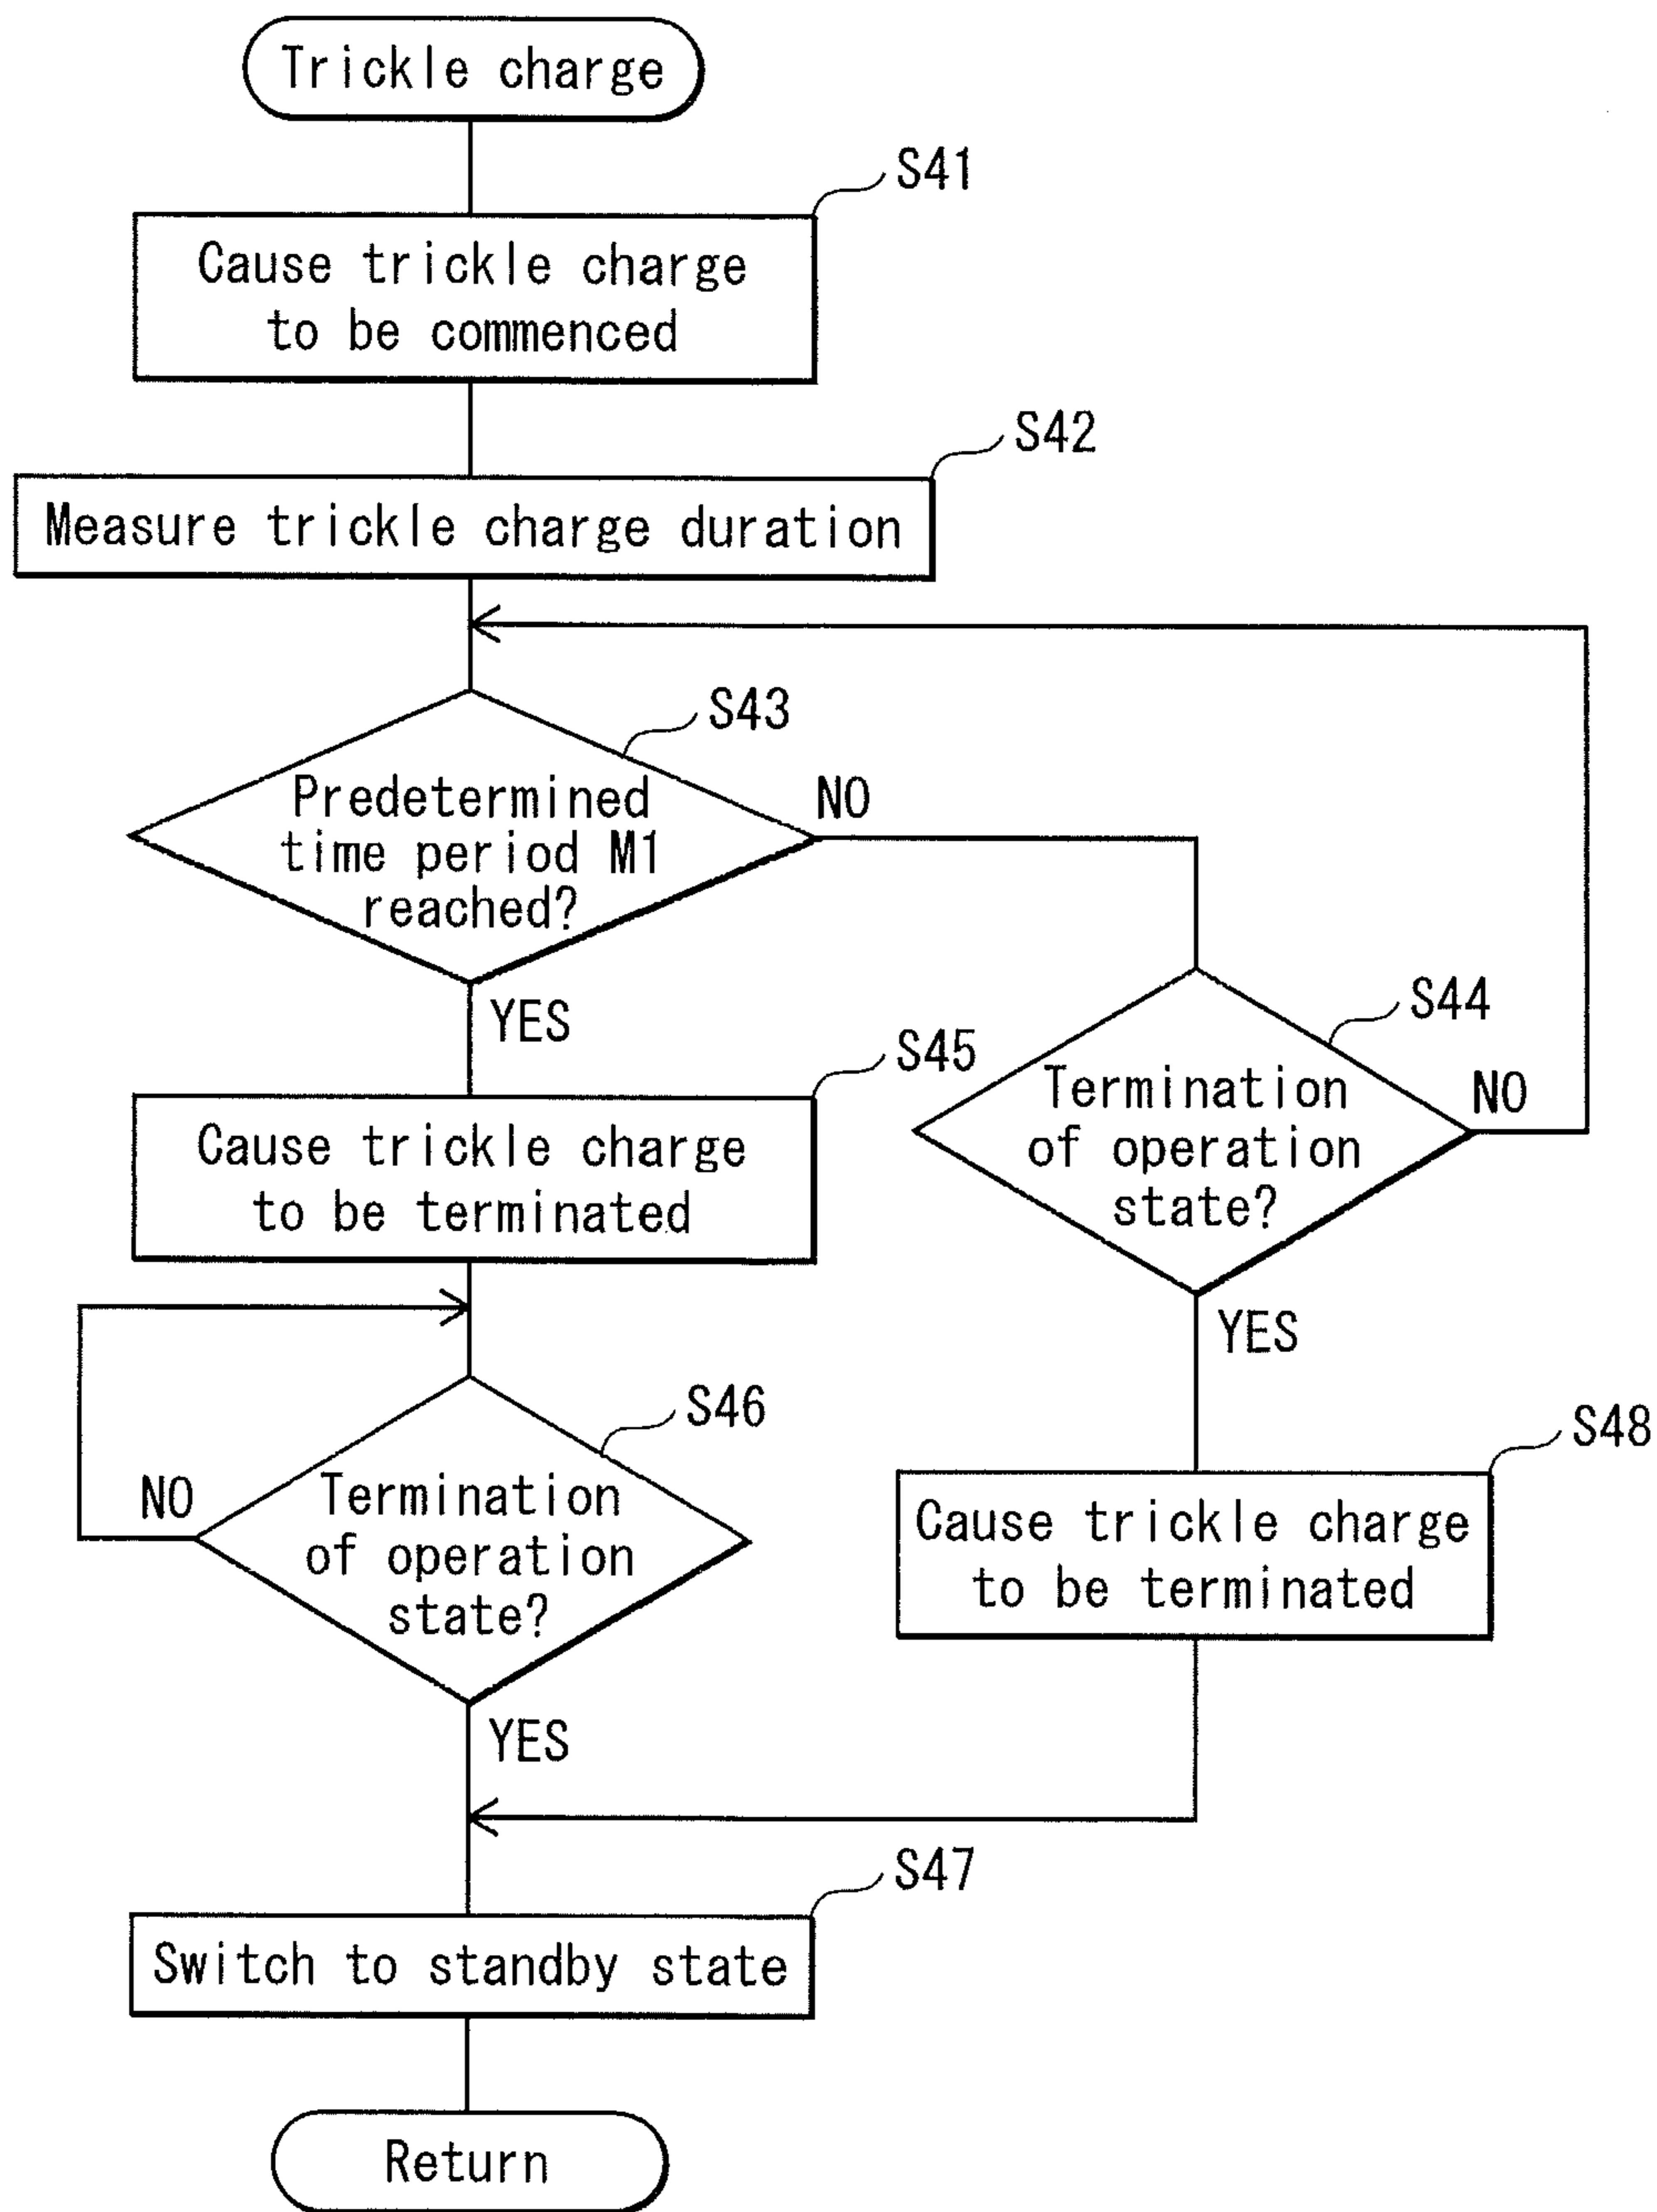 Trickle charge
S41
Cause trickle charge
to be commenced
S42
Measure trickle charge duration
S43
Predetermined
time period M1
reached?
NO
YES
S44
Termination
of operation
state?
NO
YES
S45
Cause trickle charge
to be terminated
S46
Termination
of operation
state?
NO
YES
S48
Cause trickle charge
to be terminated
S47
Switch to standby state
Return